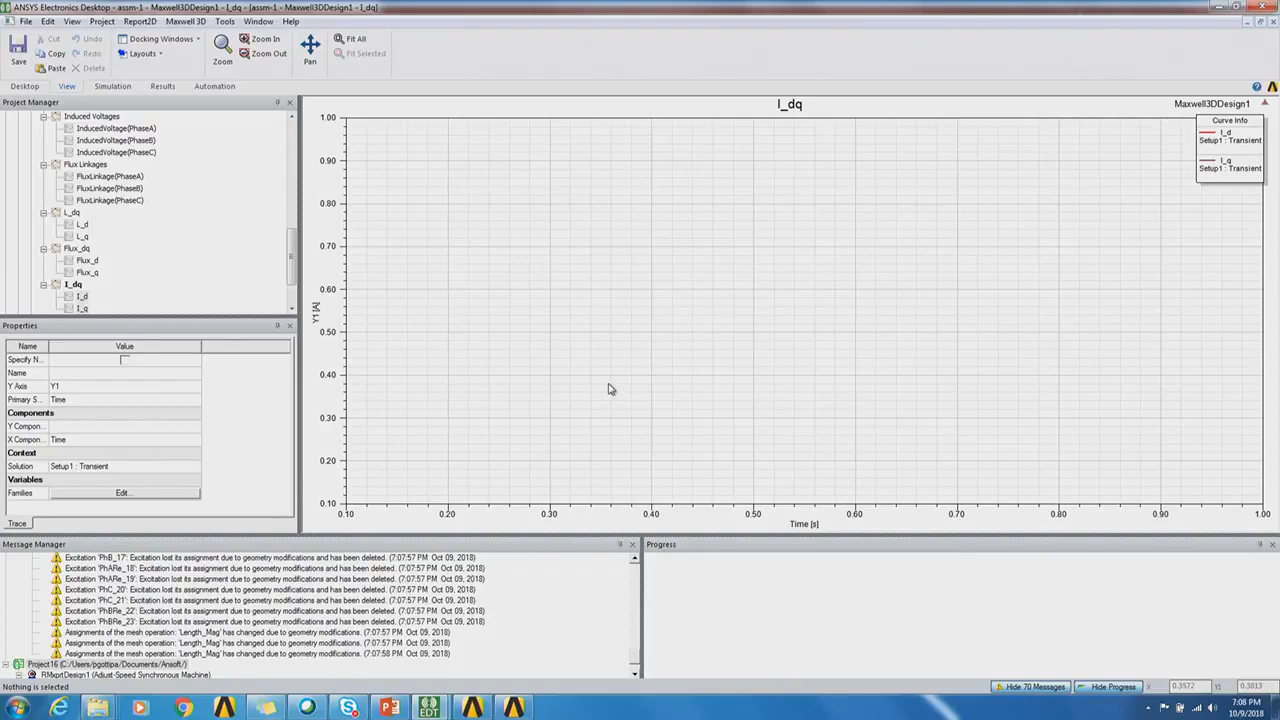 ANSYS Electronics Desktop - assm-1 - Maxwell3DDesign1 - I_dq - [assm-1 - Maxwell3DDesign1 - I_dq]
File Edit View Project Report2D Maxwell 3D Tools Window Help
Save
Cut
Copy
Paste
Undo
Redo
Delete
Docking Windows
Layouts
Zoom
Zoom In
Zoom Out
Pan
Fit All
Fit Selected
Desktop View Simulation Results Automation
Project Manager
Induced Voltages
InducedVoltage(PhaseA)
InducedVoltage(PhaseB)
InducedVoltage(PhaseC)
Flux Linkages
FluxLinkage(PhaseA)
FluxLinkage(PhaseB)
FluxLinkage(PhaseC)
L_dq
L_d
L_q
Flux_dq
Flux_d
Flux_q
I_dq
I_d
I_q
Properties
Name Value
Specify N...
Name
Y Axis Y1
Primary S... Time
Components
Y Compon...
X Compon... Time
Context
Solution Setup1 : Transient
Variables
Families Edit...
Trace
I_dq
Maxwell3DDesign1
Curve Info
I_d
Setup1 : Transient
I_q
Setup1 : Transient
Y1 [A]
1.00
0.90
0.80
0.70
0.60
0.50
0.40
0.30
0.20
0.10
0.10 0.20 0.30 0.40 0.50 0.60 0.70 0.80 0.90 1.00
Time [s]
Message Manager
Excitation 'PhB_17': Excitation lost its assignment due to geometry modifications and has been deleted. (7:07:57 PM Oct 09, 2018)
Excitation 'PhARe_18': Excitation lost its assignment due to geometry modifications and has been deleted. (7:07:57 PM Oct 09, 2018)
Excitation 'PhARe_19': Excitation lost its assignment due to geometry modifications and has been deleted. (7:07:57 PM Oct 09, 2018)
Excitation 'PhC_20': Excitation lost its assignment due to geometry modifications and has been deleted. (7:07:57 PM Oct 09, 2018)
Excitation 'PhC_21': Excitation lost its assignment due to geometry modifications and has been deleted. (7:07:57 PM Oct 09, 2018)
Excitation 'PhBRe_22': Excitation lost its assignment due to geometry modifications and has been deleted. (7:07:57 PM Oct 09, 2018)
Excitation 'PhBRe_23': Excitation lost its assignment due to geometry modifications and has been deleted. (7:07:57 PM Oct 09, 2018)
Assignments of the mesh operation: 'Length_Mag' has changed due to geometry modifications. (7:07:57 PM Oct 09, 2018)
Assignments of the mesh operation: 'Length_Mag' has changed due to geometry modifications. (7:07:57 PM Oct 09, 2018)
Assignments of the mesh operation: 'Length_Mag' has changed due to geometry modifications. (7:07:58 PM Oct 09, 2018)
Project16 (C:/Users/pgottipa/Documents/Ansoft/)
RMxprtDesign1 (Adjust-Speed Synchronous Machine)
Progress
Nothing is selected
Hide 70 Messages
Hide Progress
X 0.3572 Y1 0.3813
EDT
7:08 PM
10/9/2018